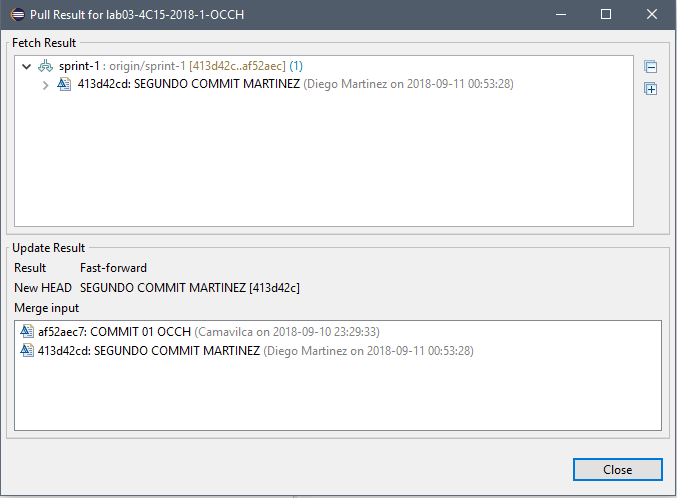 Pull Result for lab03-4C15-2018-1-OCCH
Fetch Result
sprint-1 : origin/sprint-1 [413d42c..af52aec] (1)
413d42cd: SEGUNDO COMMIT MARTINEZ (Diego Martinez on 2018-09-11 00:53:28)
Update Result
Result Fast-forward
New HEAD SEGUNDO COMMIT MARTINEZ [413d42c]
Merge input
af52aec7: COMMIT 01 OCCH (Camavilca on 2018-09-10 23:29:33)
413d42cd: SEGUNDO COMMIT MARTINEZ (Diego Martinez on 2018-09-11 00:53:28)
Close